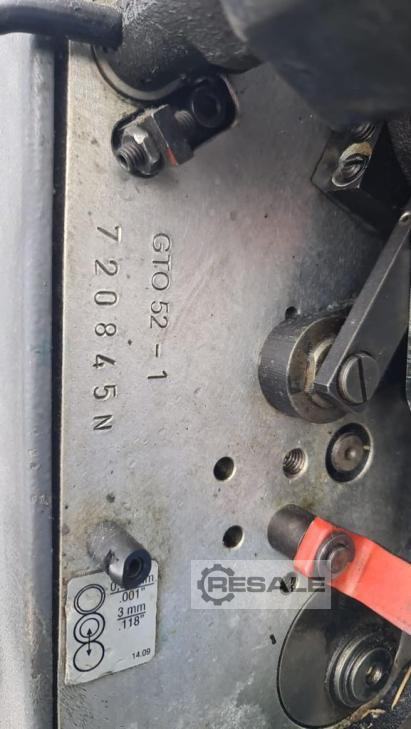 GTO 52-1
720845N
.001"
3 mm
.118"
14.09
RESALE